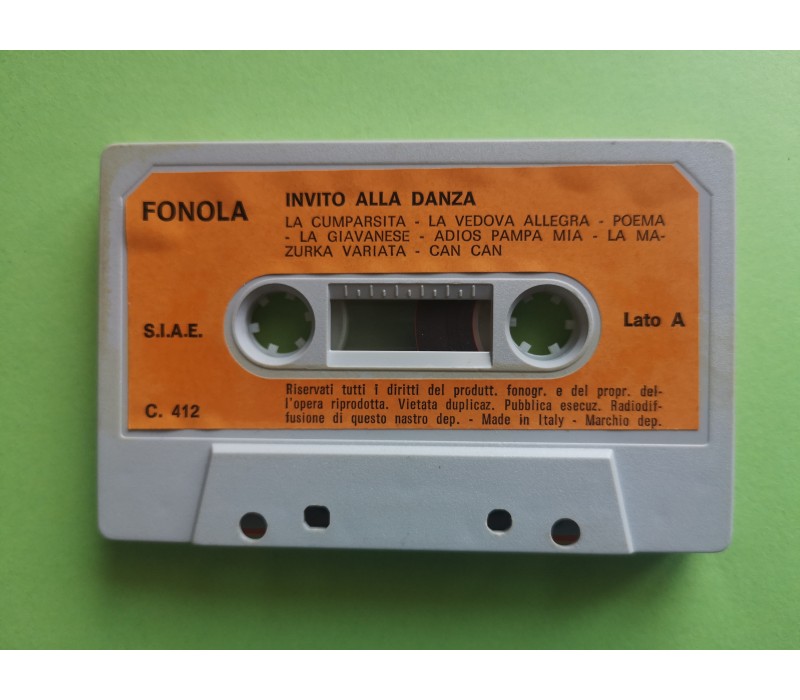 FONOLA
INVITO ALLA DANZA
LA CUMPARSITA - LA VEDOVA ALLEGRA - POEMA
- LA GIAVANESE - ADIOS PAMPA MIA - LA MA-
ZURKA VARIATA - CAN CAN
S.I.A.E.
Lato A
C. 412
Riservati tutti i diritti del produtt. fonogr. e del propr. del-
l'opera riprodotta. Vietata duplicaz. Pubblica esecuz. Radiodif-
fusione di questo nastro dep. - Made in Italy - Marchio dep.